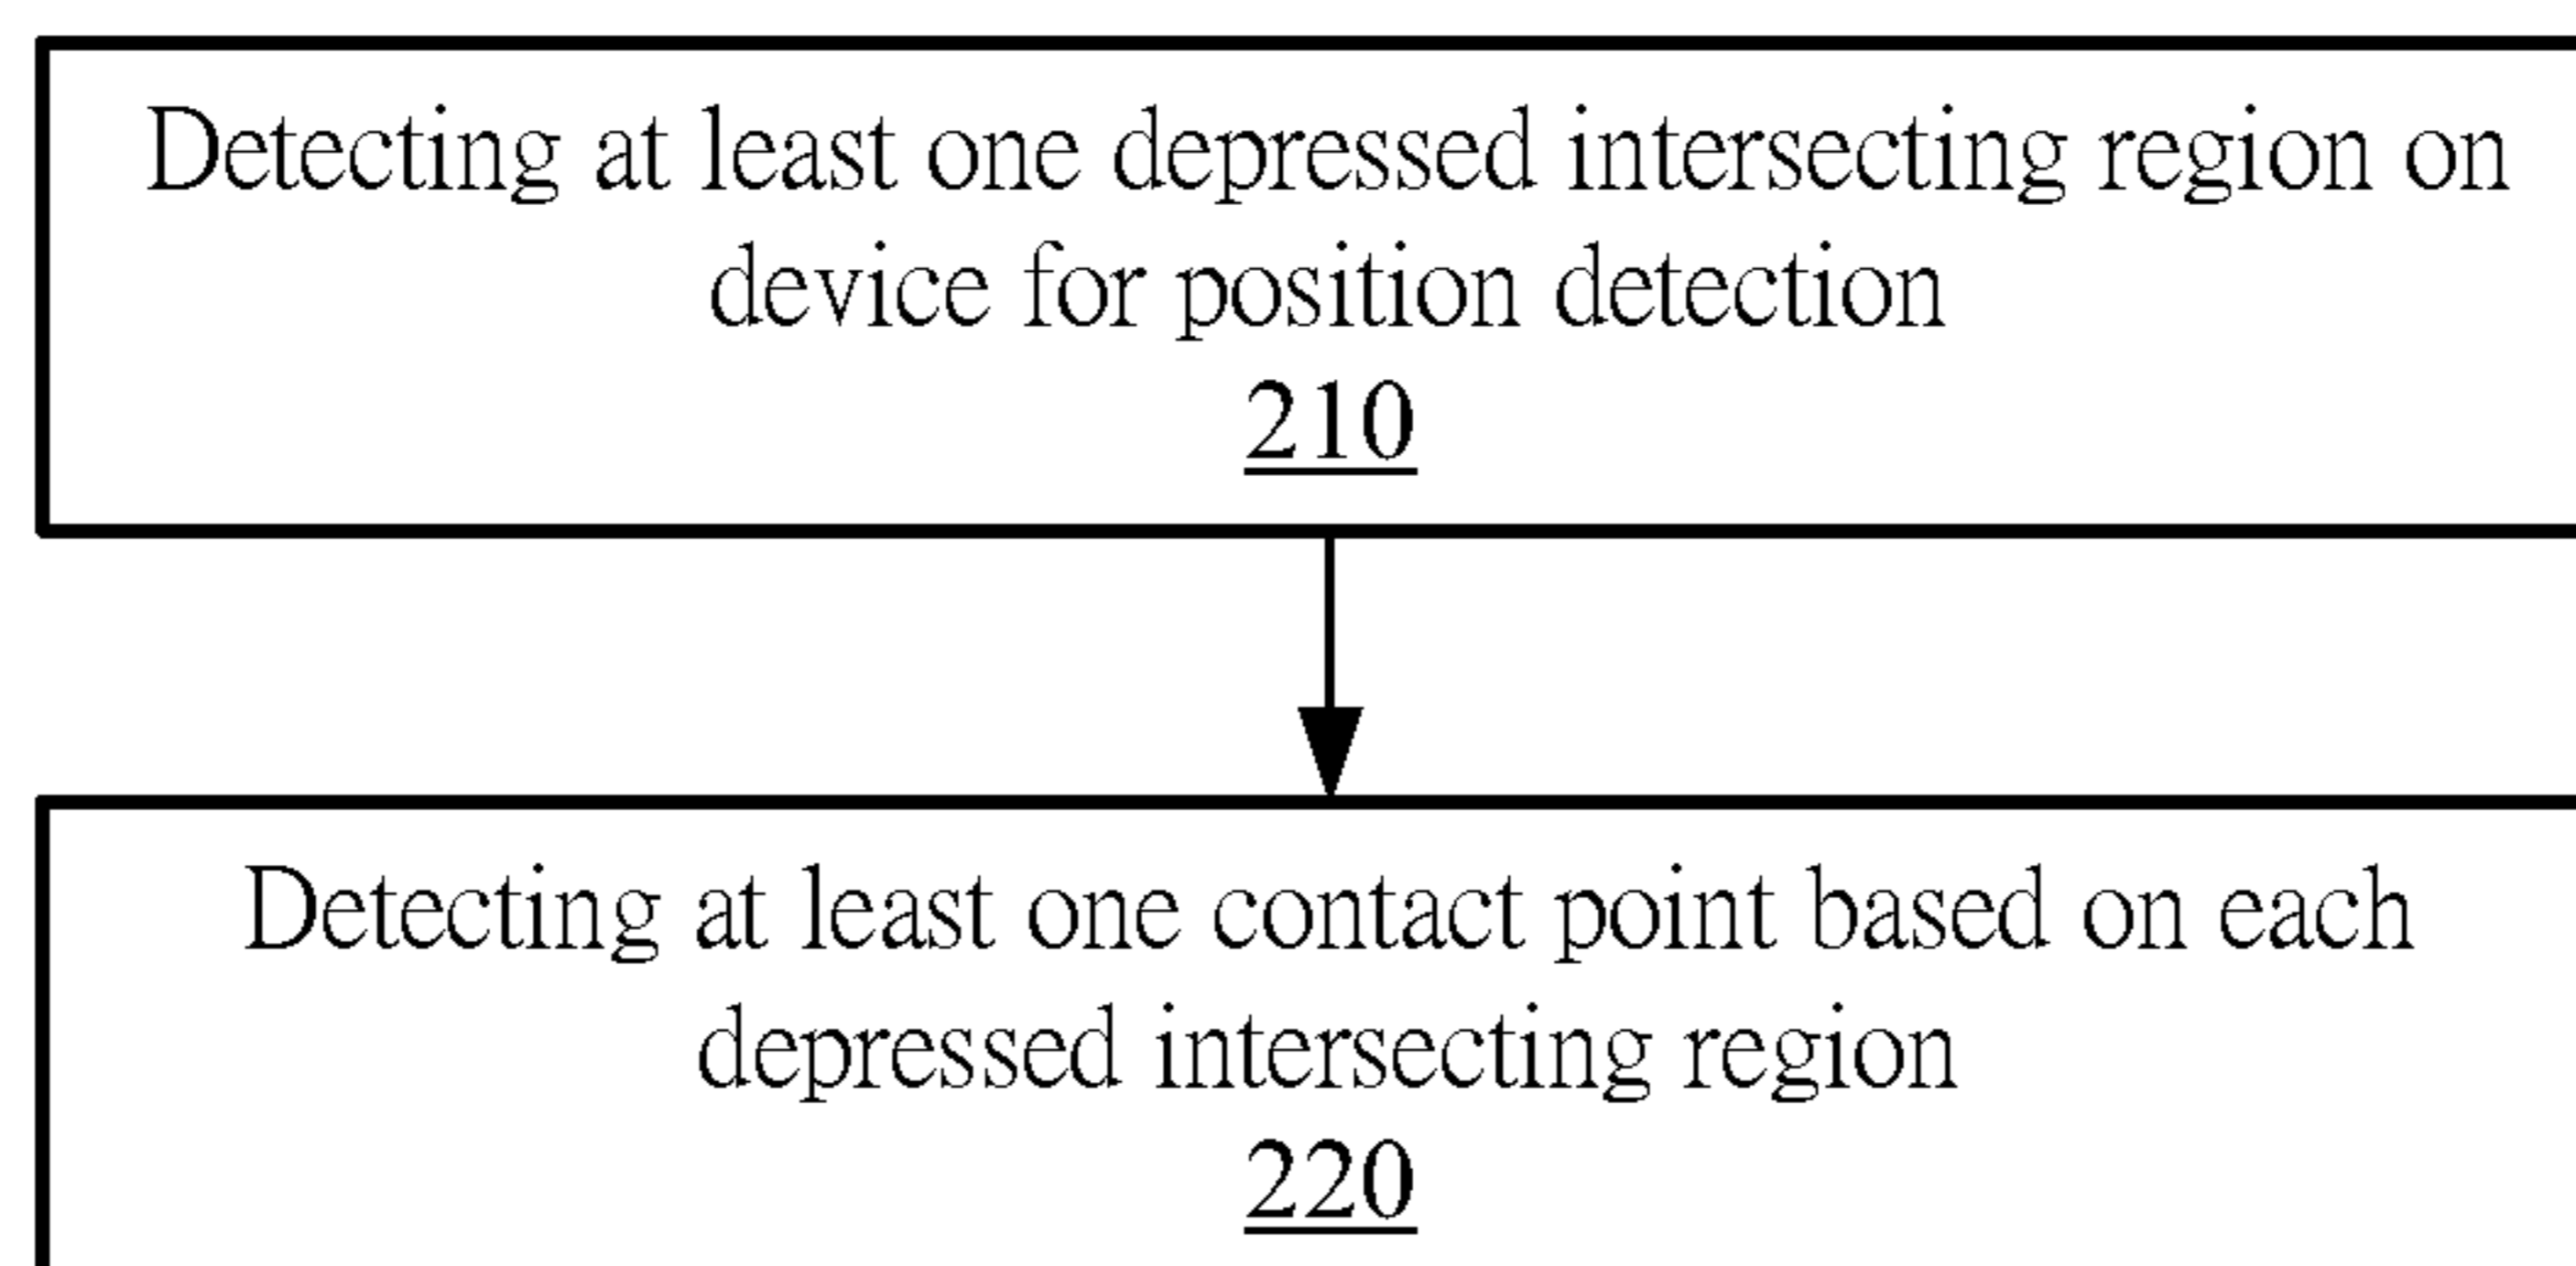 Detecting at least one depressed intersecting region on
device for position detection
210
Detecting at least one contact point based on each
depressed intersecting region
220